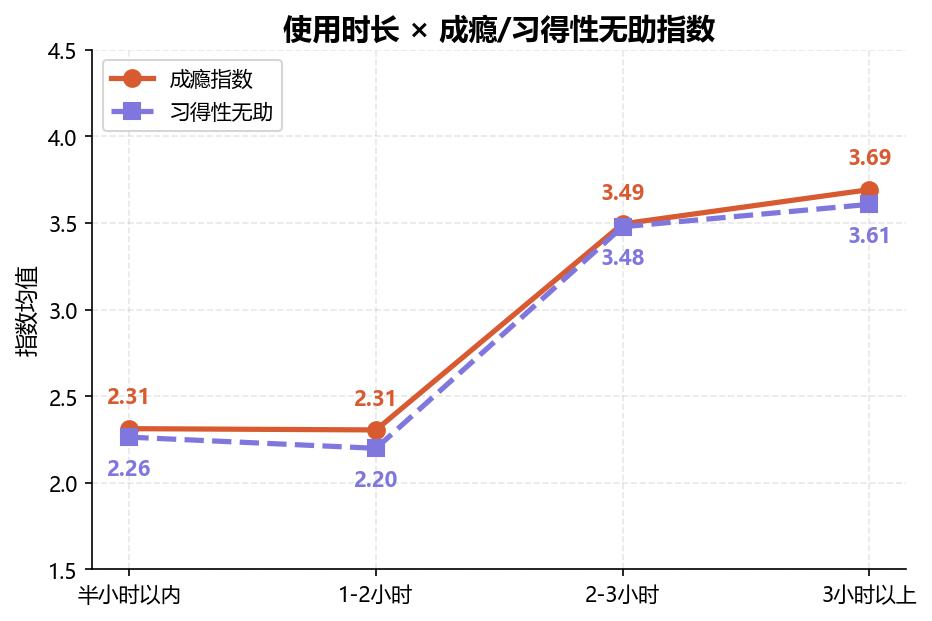 使用时长 × 成瘾/习得性无助指数
成瘾指数
习得性无助
指数均值
4.5
4.0
3.5
3.0
2.5
2.0
1.5
2.31
2.31
3.49
3.69
2.26
2.20
3.48
3.61
半小时以内
1-2小时
2-3小时
3小时以上